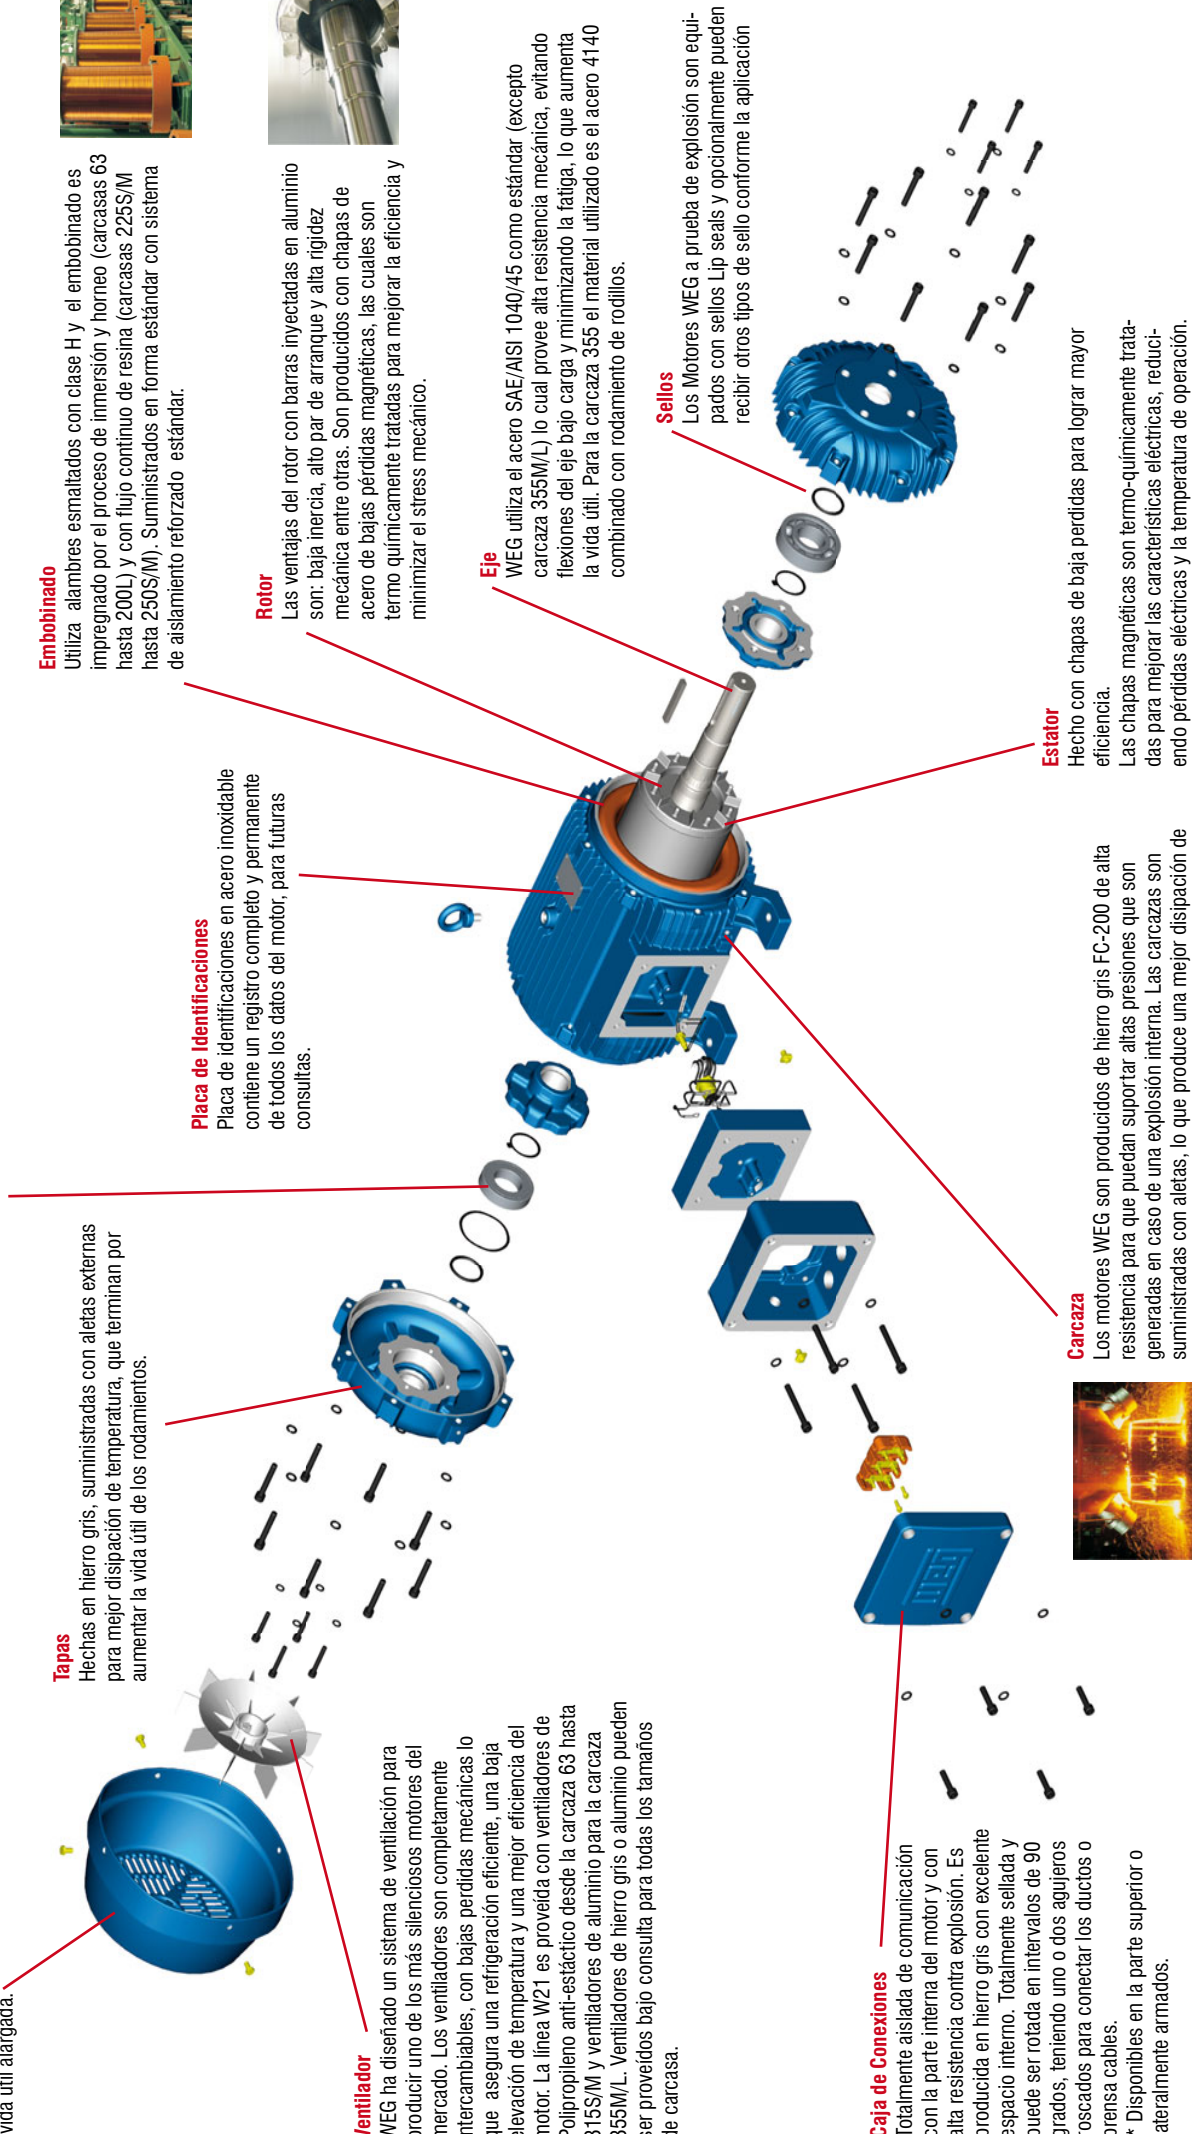 vida útil alargada.
Tapas
Hechas en hierro gris, suministradas con aletas externas
para mejor disipación de temperatura, que terminan por
aumentar la vida útil de los rodamientos.
Placa de Identificaciones
Placa de identificaciones en acero inoxidable
contiene un registro completo y permanente
de todos los datos del motor, para futuras
consultas.
Embobinado
Utiliza alambres esmaltados con clase H y el embobinado es
impregnado por el proceso de inmersión y horneo (carcasas 63
hasta 200L) y con flujo continuo de resina (carcasas 225S/M
hasta 250S/M). Suministrados en forma estándar con sistema
de aislamiento reforzado estándar.
Rotor
Las ventajas del rotor con barras inyectadas en aluminio
son: baja inercia, alto par de arranque y alta rigidez
mecánica entre otras. Son producidos con chapas de
acero de bajas pérdidas magnéticas, las cuales son
termo químicamente tratadas para mejorar la eficiencia y
minimizar el stress mecánico.
Eje
WEG utiliza el acero SAE/AISI 1040/45 como estándar (excepto
carcaza 355M/L) lo cual provee alta resistencia mecánica, evitando
flexiones del eje bajo carga y minimizando la fatiga, lo que aumenta
la vida útil. Para la carcaza 355 el material utilizado es el acero 4140
combinado con rodamiento de rodillos.
Sellos
Los Motores WEG a prueba de explosión son equi-
pados con sellos Lip seals y opcionalmente pueden
recibir otros tipos de sello conforme la aplicación
Ventilador
WEG ha diseñado un sistema de ventilación para
producir uno de los más silenciosos motores del
mercado. Los ventiladores son completamente
intercambiables, con bajas perdidas mecánicas lo
que asegura una refrigeración eficiente, una baja
elevación de temperatura y una mejor eficiencia del
motor. La línea W21 es proveída con ventiladores de
Polipropileno anti-estáctico desde la carcaza 63 hasta
315S/M y ventiladores de aluminio para la carcaza
355M/L. Ventiladores de hierro gris o aluminio pueden
ser proveídos bajo consulta para todas los tamaños
de carcasa.
Caja de Conexiones
Totalmente aislada de comunicación
con la parte interna del motor y con
alta resistencia contra explosión. Es
producida en hierro gris con excelente
espacio interno. Totalmente sellada y
puede ser rotada en intervalos de 90
grados, teniendo uno o dos agujeros
roscados para conectar los ductos o
prensa cables.
* Disponibles en la parte superior o
lateralmente armados.
weg
Carcaza
Los motores WEG son producidos de hierro gris FC-200 de alta
resistencia para que puedan suportar altas presiones que son
generadas en caso de una explosión interna. Las carcazas son
suministradas con aletas, lo que produce una mejor disipación de
Estator
Hecho con chapas de baja perdidas para lograr mayor
eficiencia.
Las chapas magnéticas son termo-químicamente trata-
das para mejorar las características eléctricas, reduci-
endo pérdidas eléctricas y la temperatura de operación.